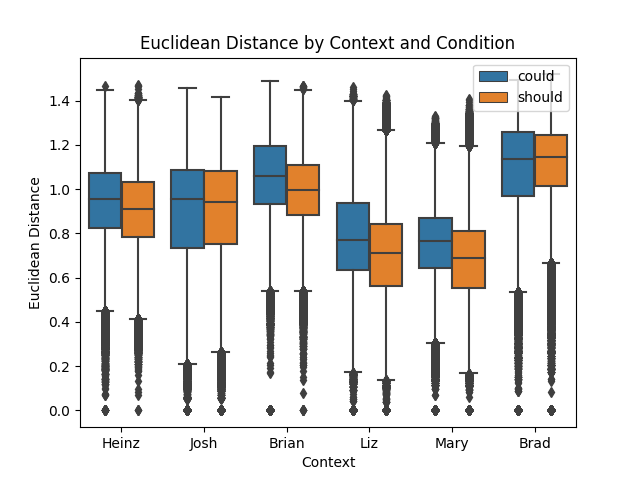 Euclidean Distance by Context and Condition
could
should
Euclidean Distance
1.4
1.2
1.0
0.8
0.6
0.4
0.2
0.0
Heinz Josh Brian Liz Mary Brad
Context